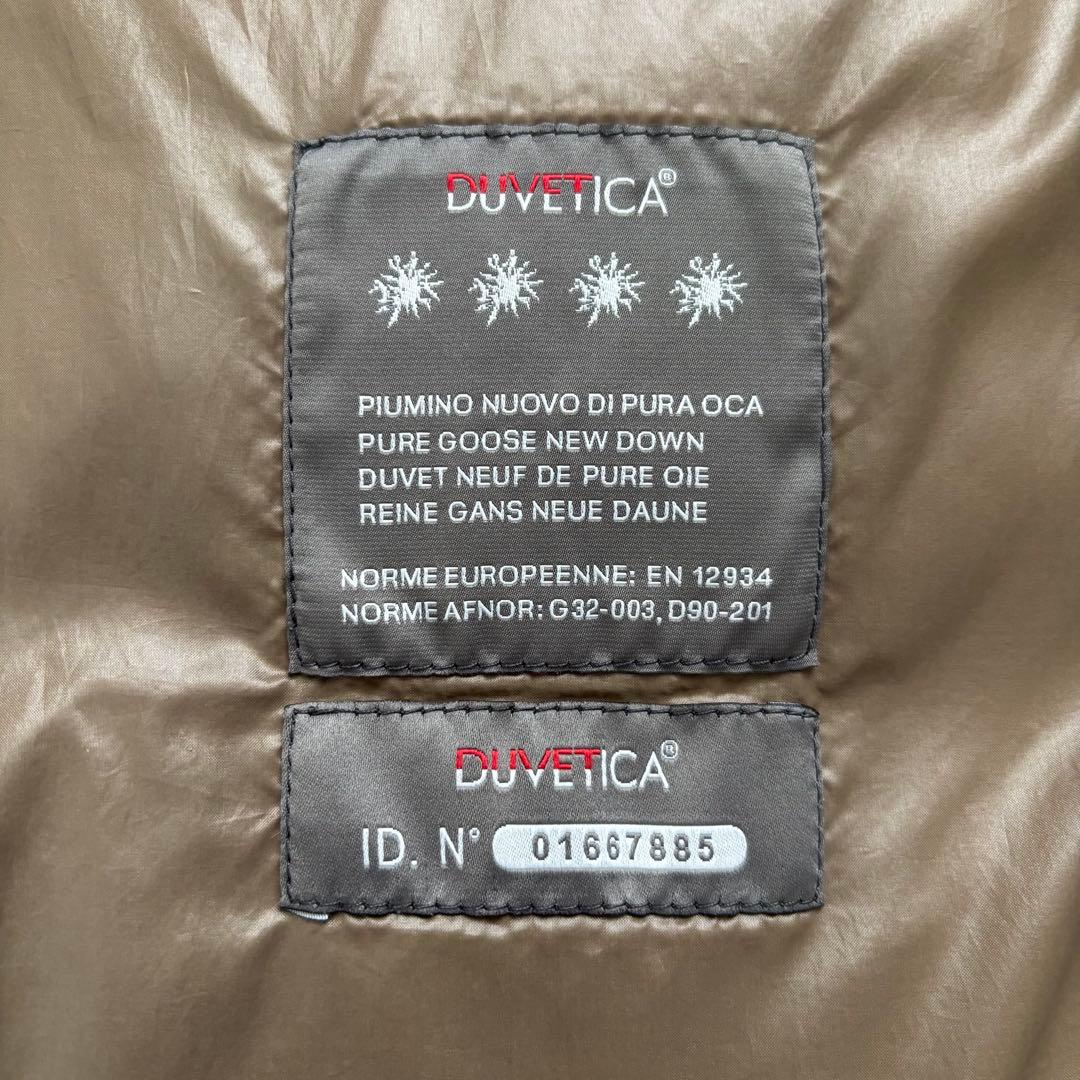 DUVETICA®
PIUMINO NUOVO DI PURA OCA
PURE GOOSE NEW DOWN
DUVET NEUF DE PURE OIE
REINE GANS NEUE DAUNE
NORME EUROPEENNE: EN 12934
NORME AFNOR: G32-003, D90-201
DUVETICA®
ID. N° 01667885